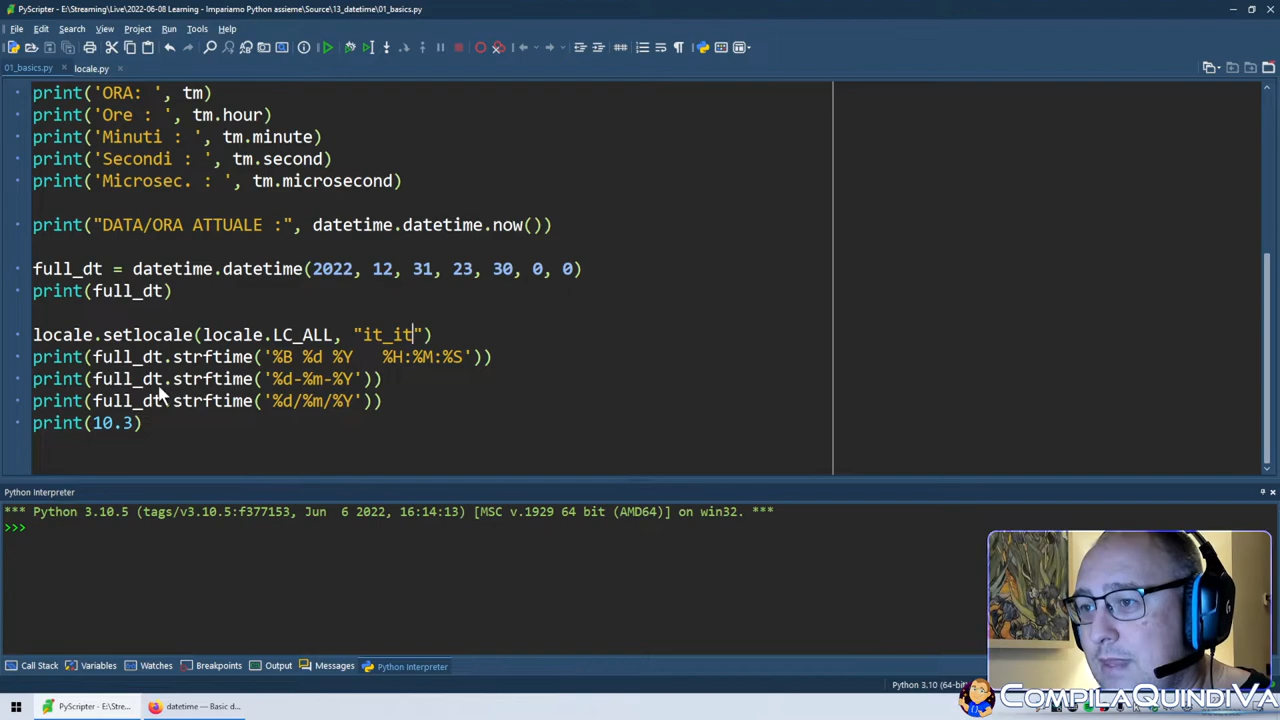 PyScripter - E:\Streaming\Live\2022-06-08 Learning - Impariamo Python assieme\Source\13_datetime\01_basics.py
File Edit Search View Project Run Tools Help
01_basics.py × locale.py ×
print('ORA: ', tm)
print('Ore : ', tm.hour)
print('Minuti : ', tm.minute)
print('Secondi : ', tm.second)
print('Microsec. : ', tm.microsecond)
print("DATA/ORA ATTUALE :", datetime.datetime.now())
full_dt = datetime.datetime(2022, 12, 31, 23, 30, 0, 0)
print(full_dt)
locale.setlocale(locale.LC_ALL, "it_it")
print(full_dt.strftime('%B %d %Y   %H:%M:%S'))
print(full_dt.strftime('%d-%m-%Y'))
print(full_dt.strftime('%d/%m/%Y'))
print(10.3)
Python Interpreter
*** Python 3.10.5 (tags/v3.10.5:f377153, Jun  6 2022, 16:14:13) [MSC v.1929 64 bit (AMD64)] on win32. ***
>>>
Call Stack Variables Watches Breakpoints Output Messages Python Interpreter
Python 3.10 (64-bit)
PyScripter - E:\Stre... datetime — Basic d...
COMPILAQUINDIVA